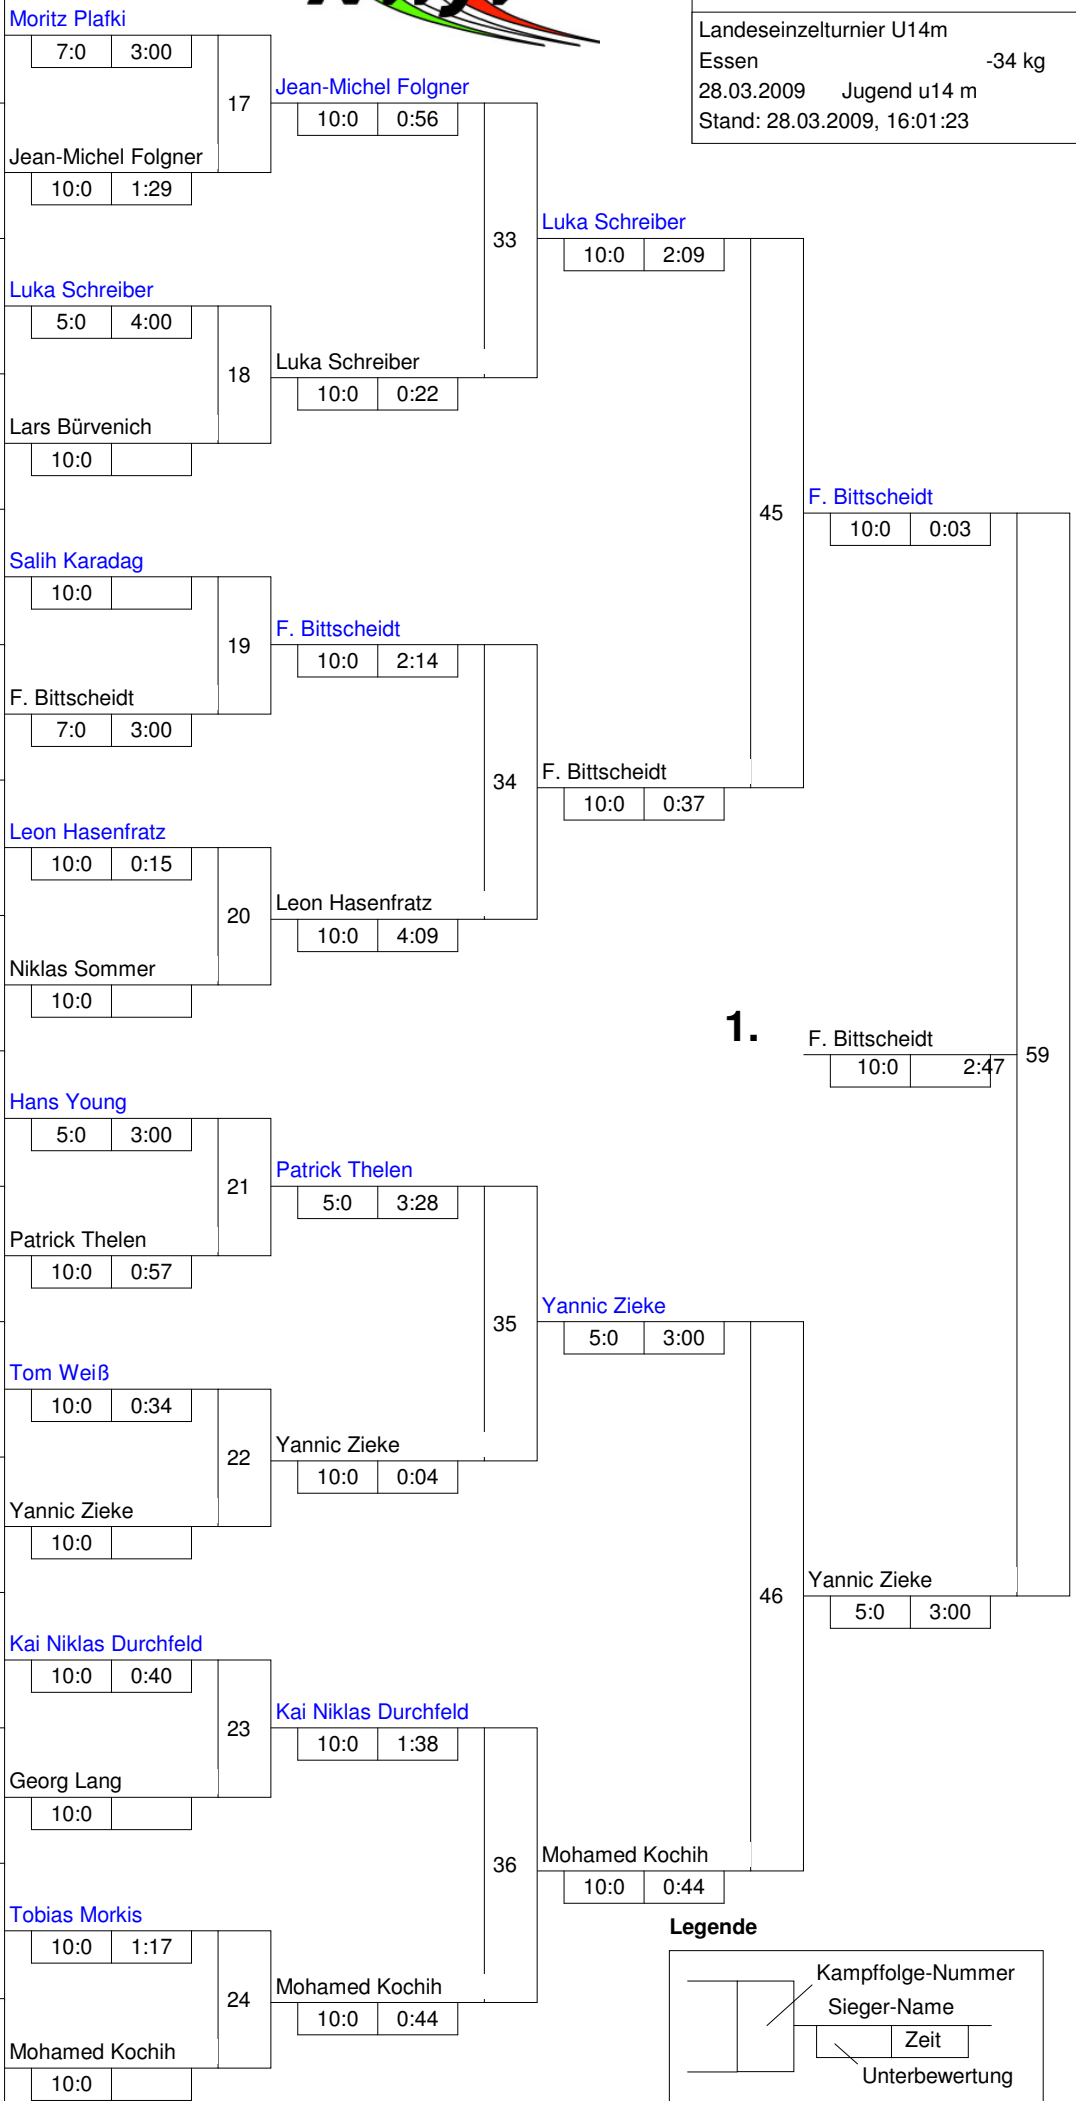 Moritz Plafki
7:0 3:00
17
Jean-Michel Folgner
10:0 1:29
Jean-Michel Folgner
10:0 0:56
Landeseinzelturnier U14m
Essen -34 kg
28.03.2009 Jugend u14 m
Stand: 28.03.2009, 16:01:23
33
Luka Schreiber
10:0 2:09
Luka Schreiber
5:0 4:00
18
Lars Bürvenich
10:0
Luka Schreiber
10:0 0:22
45
F. Bittscheidt
10:0 0:03
Salih Karadag
10:0
19
F. Bittscheidt
7:0 3:00
F. Bittscheidt
10:0 2:14
34
F. Bittscheidt
10:0 0:37
Leon Hasenfratz
10:0 0:15
20
Niklas Sommer
10:0
Leon Hasenfratz
10:0 4:09
1.
F. Bittscheidt
10:0 2:47
59
Hans Young
5:0 3:00
21
Patrick Thelen
10:0 0:57
Patrick Thelen
5:0 3:28
35
Yannic Zieke
5:0 3:00
Tom Weiß
10:0 0:34
22
Yannic Zieke
10:0
Yannic Zieke
10:0 0:04
46
Yannic Zieke
5:0 3:00
Kai Niklas Durchfeld
10:0 0:40
23
Georg Lang
10:0
Kai Niklas Durchfeld
10:0 1:38
36
Mohamed Kochih
10:0 0:44
Tobias Morkis
10:0 1:17
24
Mohamed Kochih
10:0
Mohamed Kochih
10:0 0:44
Legende
Kampffolge-Nummer
Sieger-Name
Zeit
Unterbewertung